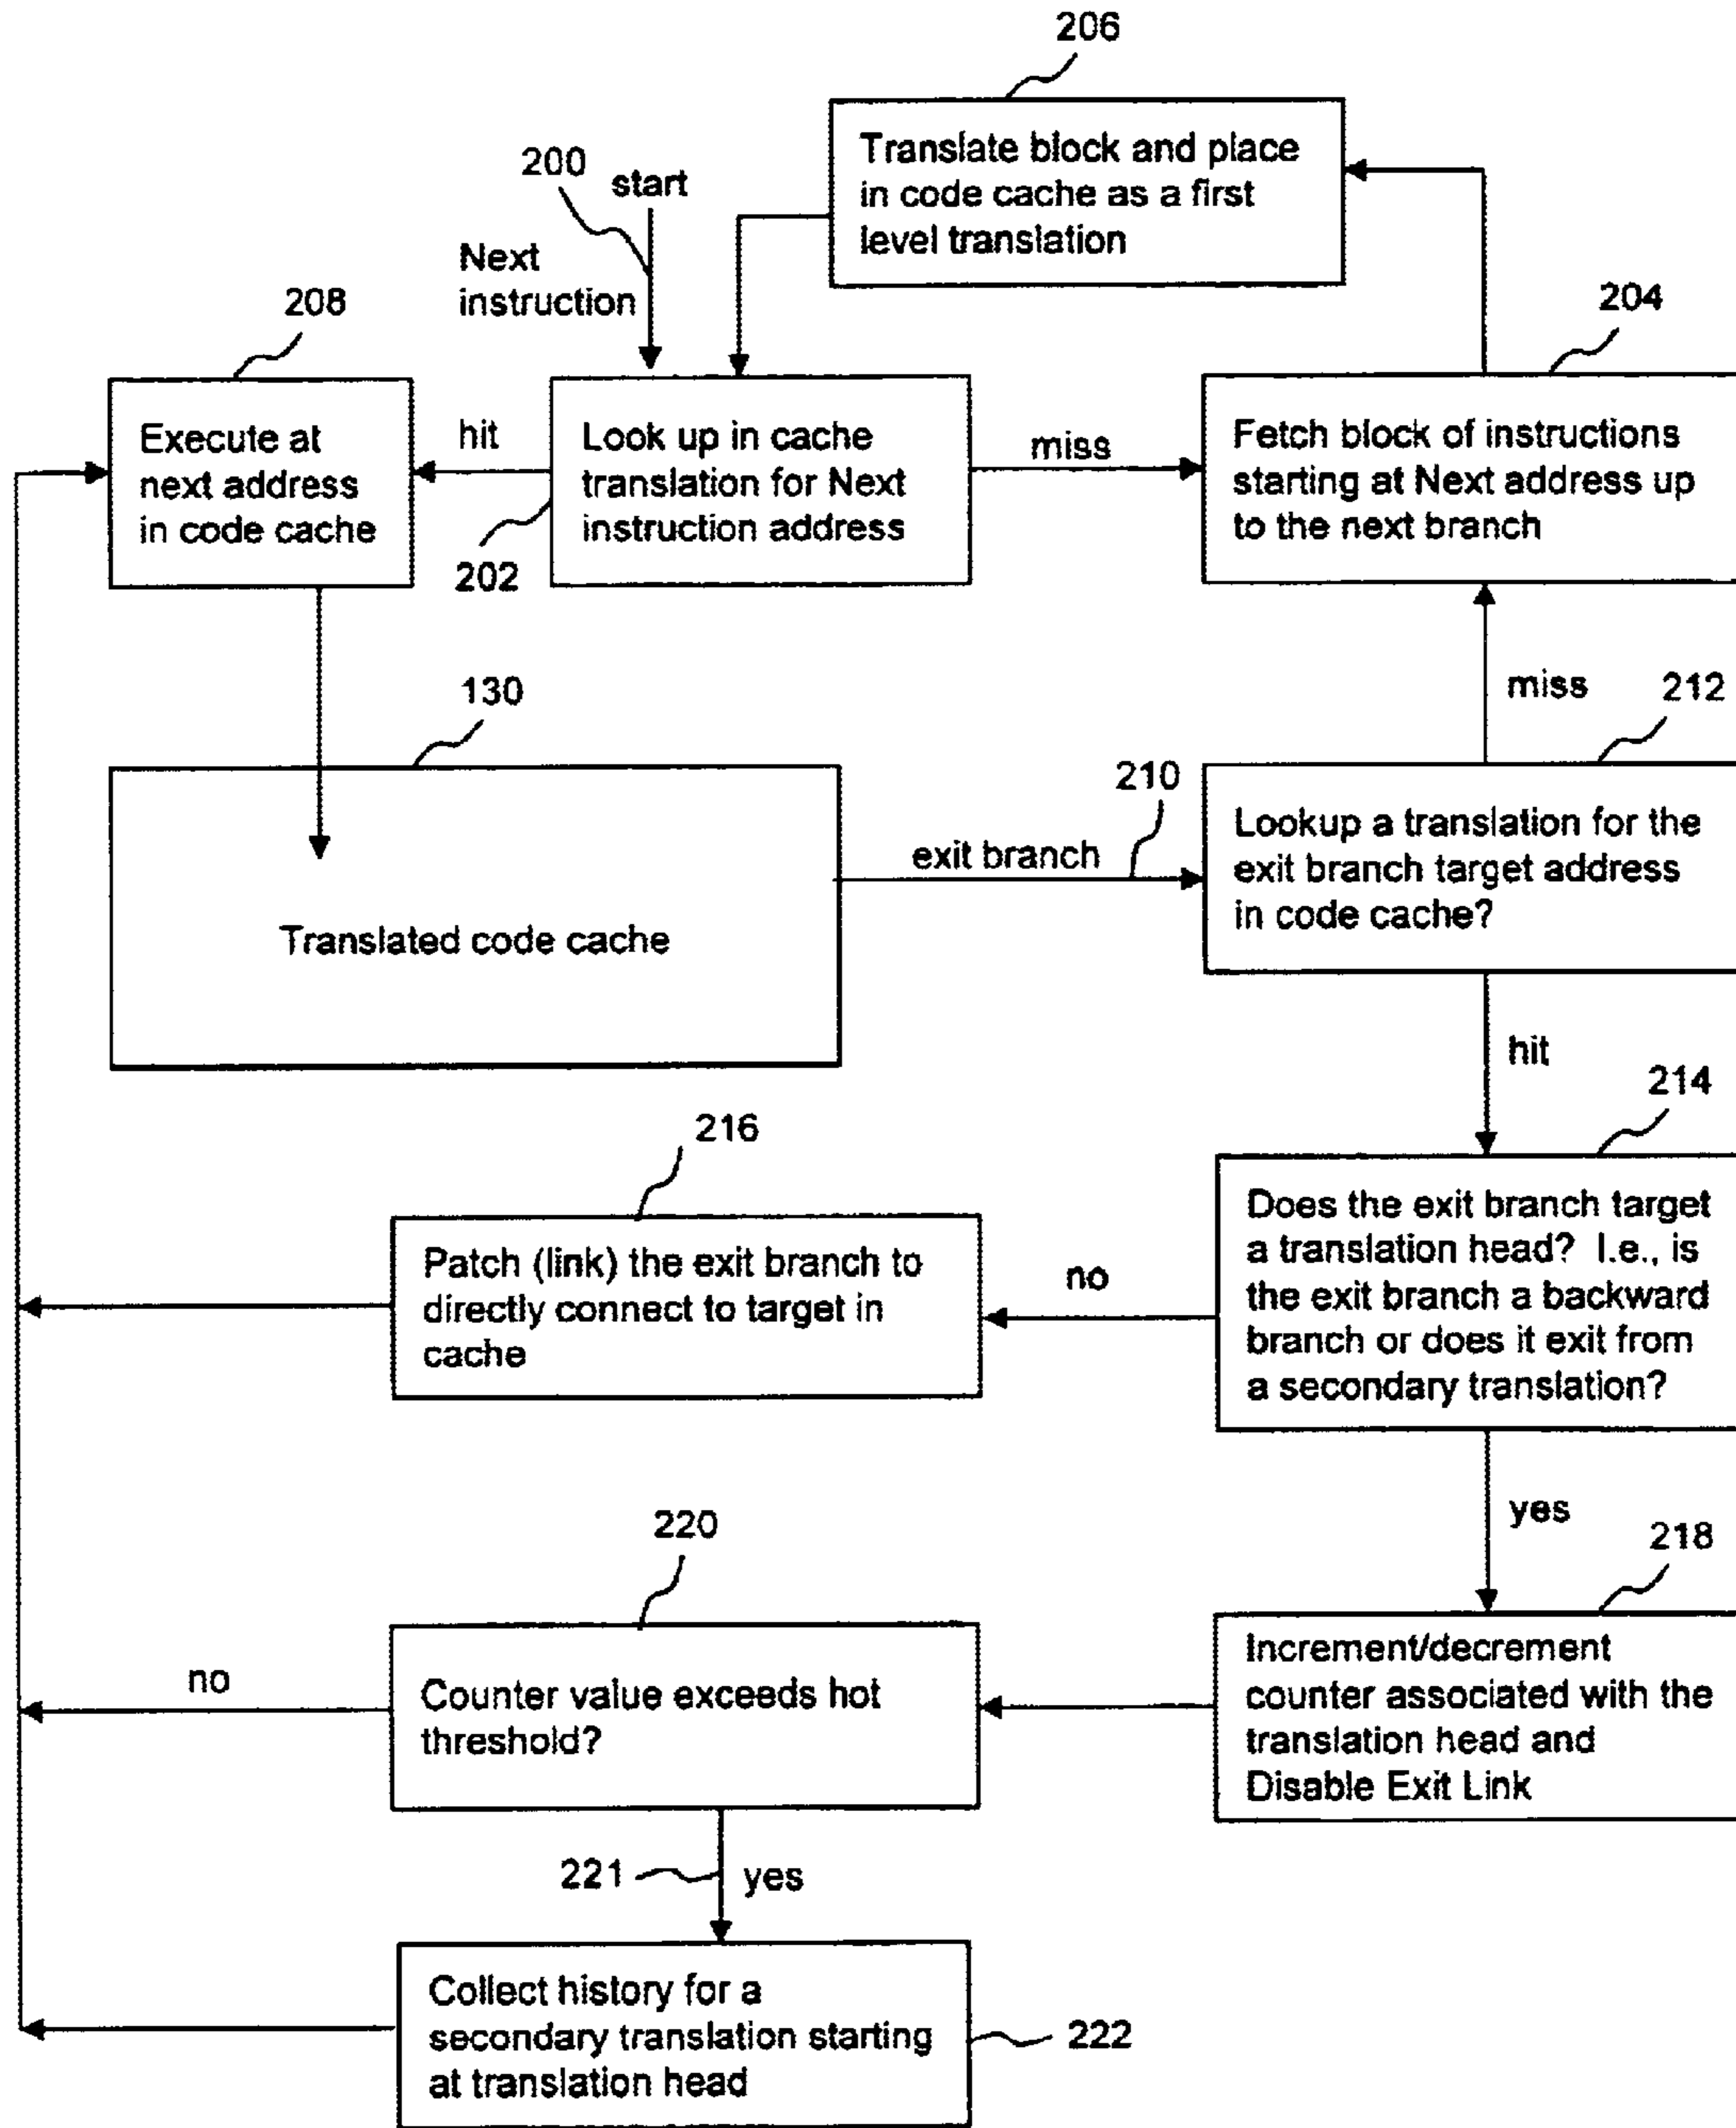 206
Translate block and place
in code cache as a first
level translation
200
start
Next
instruction
208
204
Execute at
next address
in code cache
hit
Look up in cache
translation for Next
instruction address
miss
Fetch block of instructions
starting at Next address up
to the next branch
202
130
miss
212
210
exit branch
Lookup a translation for the
exit branch target address
in code cache?
Translated code cache
hit
214
216
Does the exit branch target
a translation head? I.e., is
the exit branch a backward
branch or does it exit from
a secondary translation?
no
Patch (link) the exit branch to
directly connect to target in
cache
yes
220
218
Increment/decrement
counter associated with the
translation head and
Disable Exit Link
no
Counter value exceeds hot
threshold?
221
yes
Collect history for a
secondary translation starting
at translation head
222